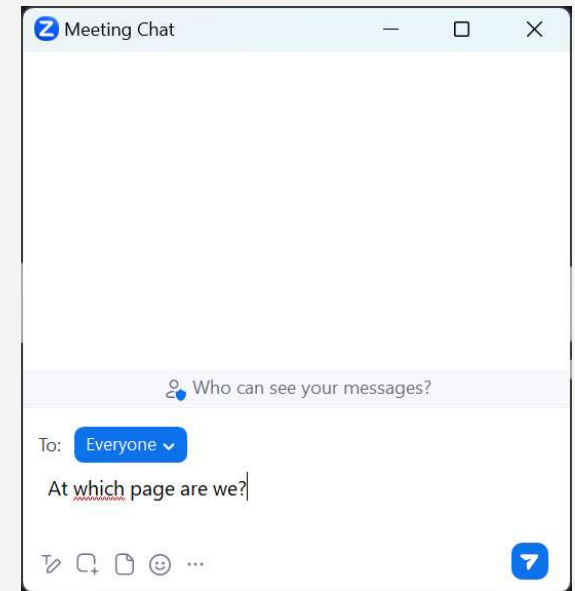 Meeting Chat
Who can see your messages?
To: Everyone
At which page are we?